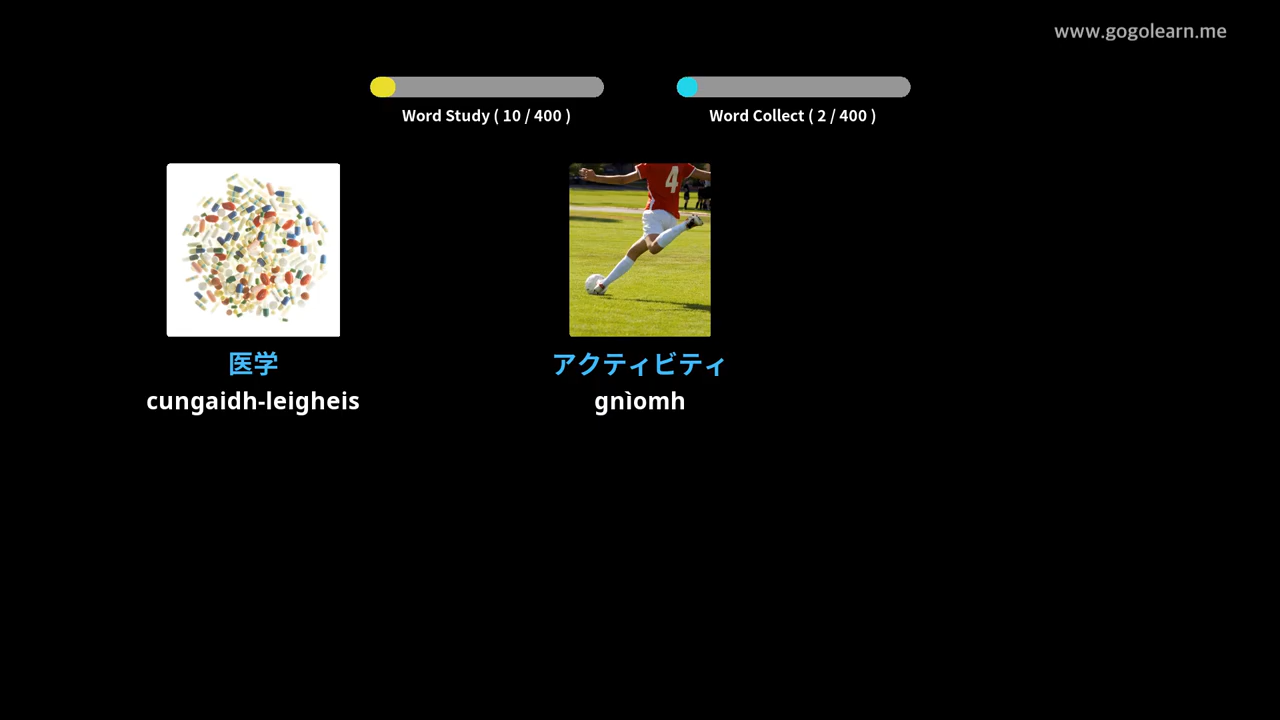 www.gogolearn.me
Word Study ( 10 / 400 )
Word Collect ( 2 / 400 )
4
医学
アクティビティ
cungaidh-leigheis
gnìomh